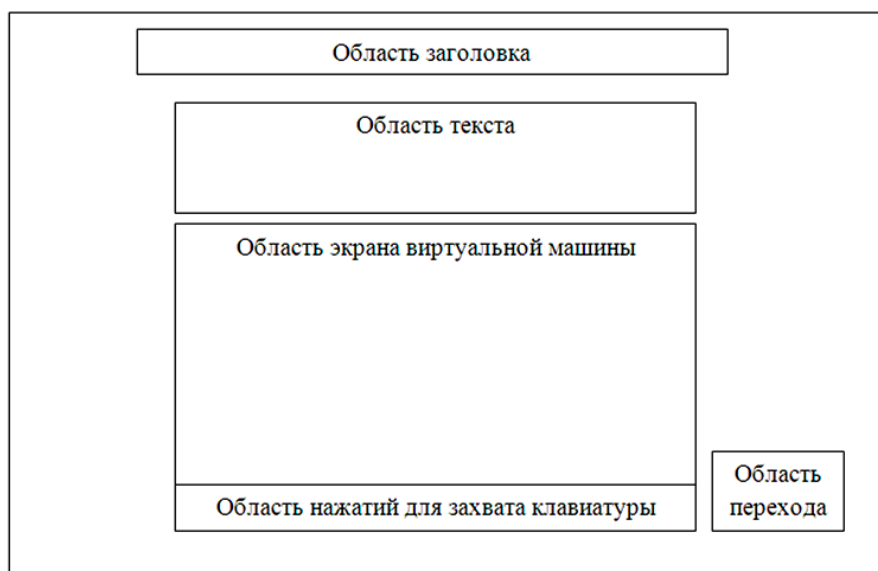 Область заголовка
Область текста
Область экрана виртуальной машины
Область нажатий для захвата клавиатуры
Область
перехода